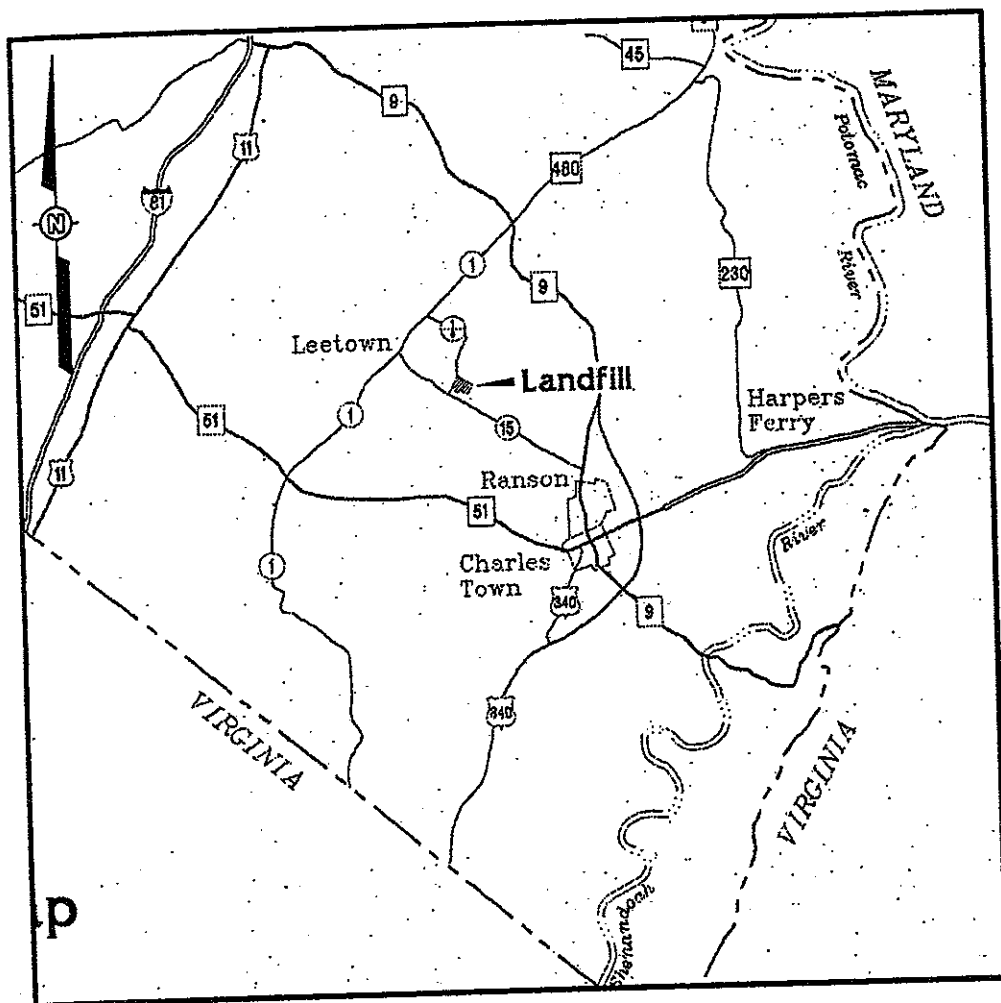 45
MARYLAND
9
Potomac
11
480
81
N
1
River
230
9
51
Leetown
Landfill
Harpers
Ferry
51
1
15
11
Ranson
51
River
Charles
Town
1
340
9
340
VIRGINIA
VIRGINIA
Shenandoah